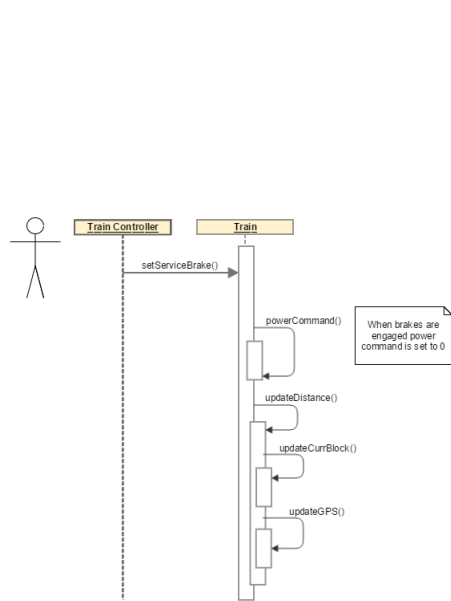 Train Controller
Train
setServiceBrake()
powerCommand()
When brakes are
engaged power
command is set to 0
updateDistance()
updateCurrBlock()
updateGPS()